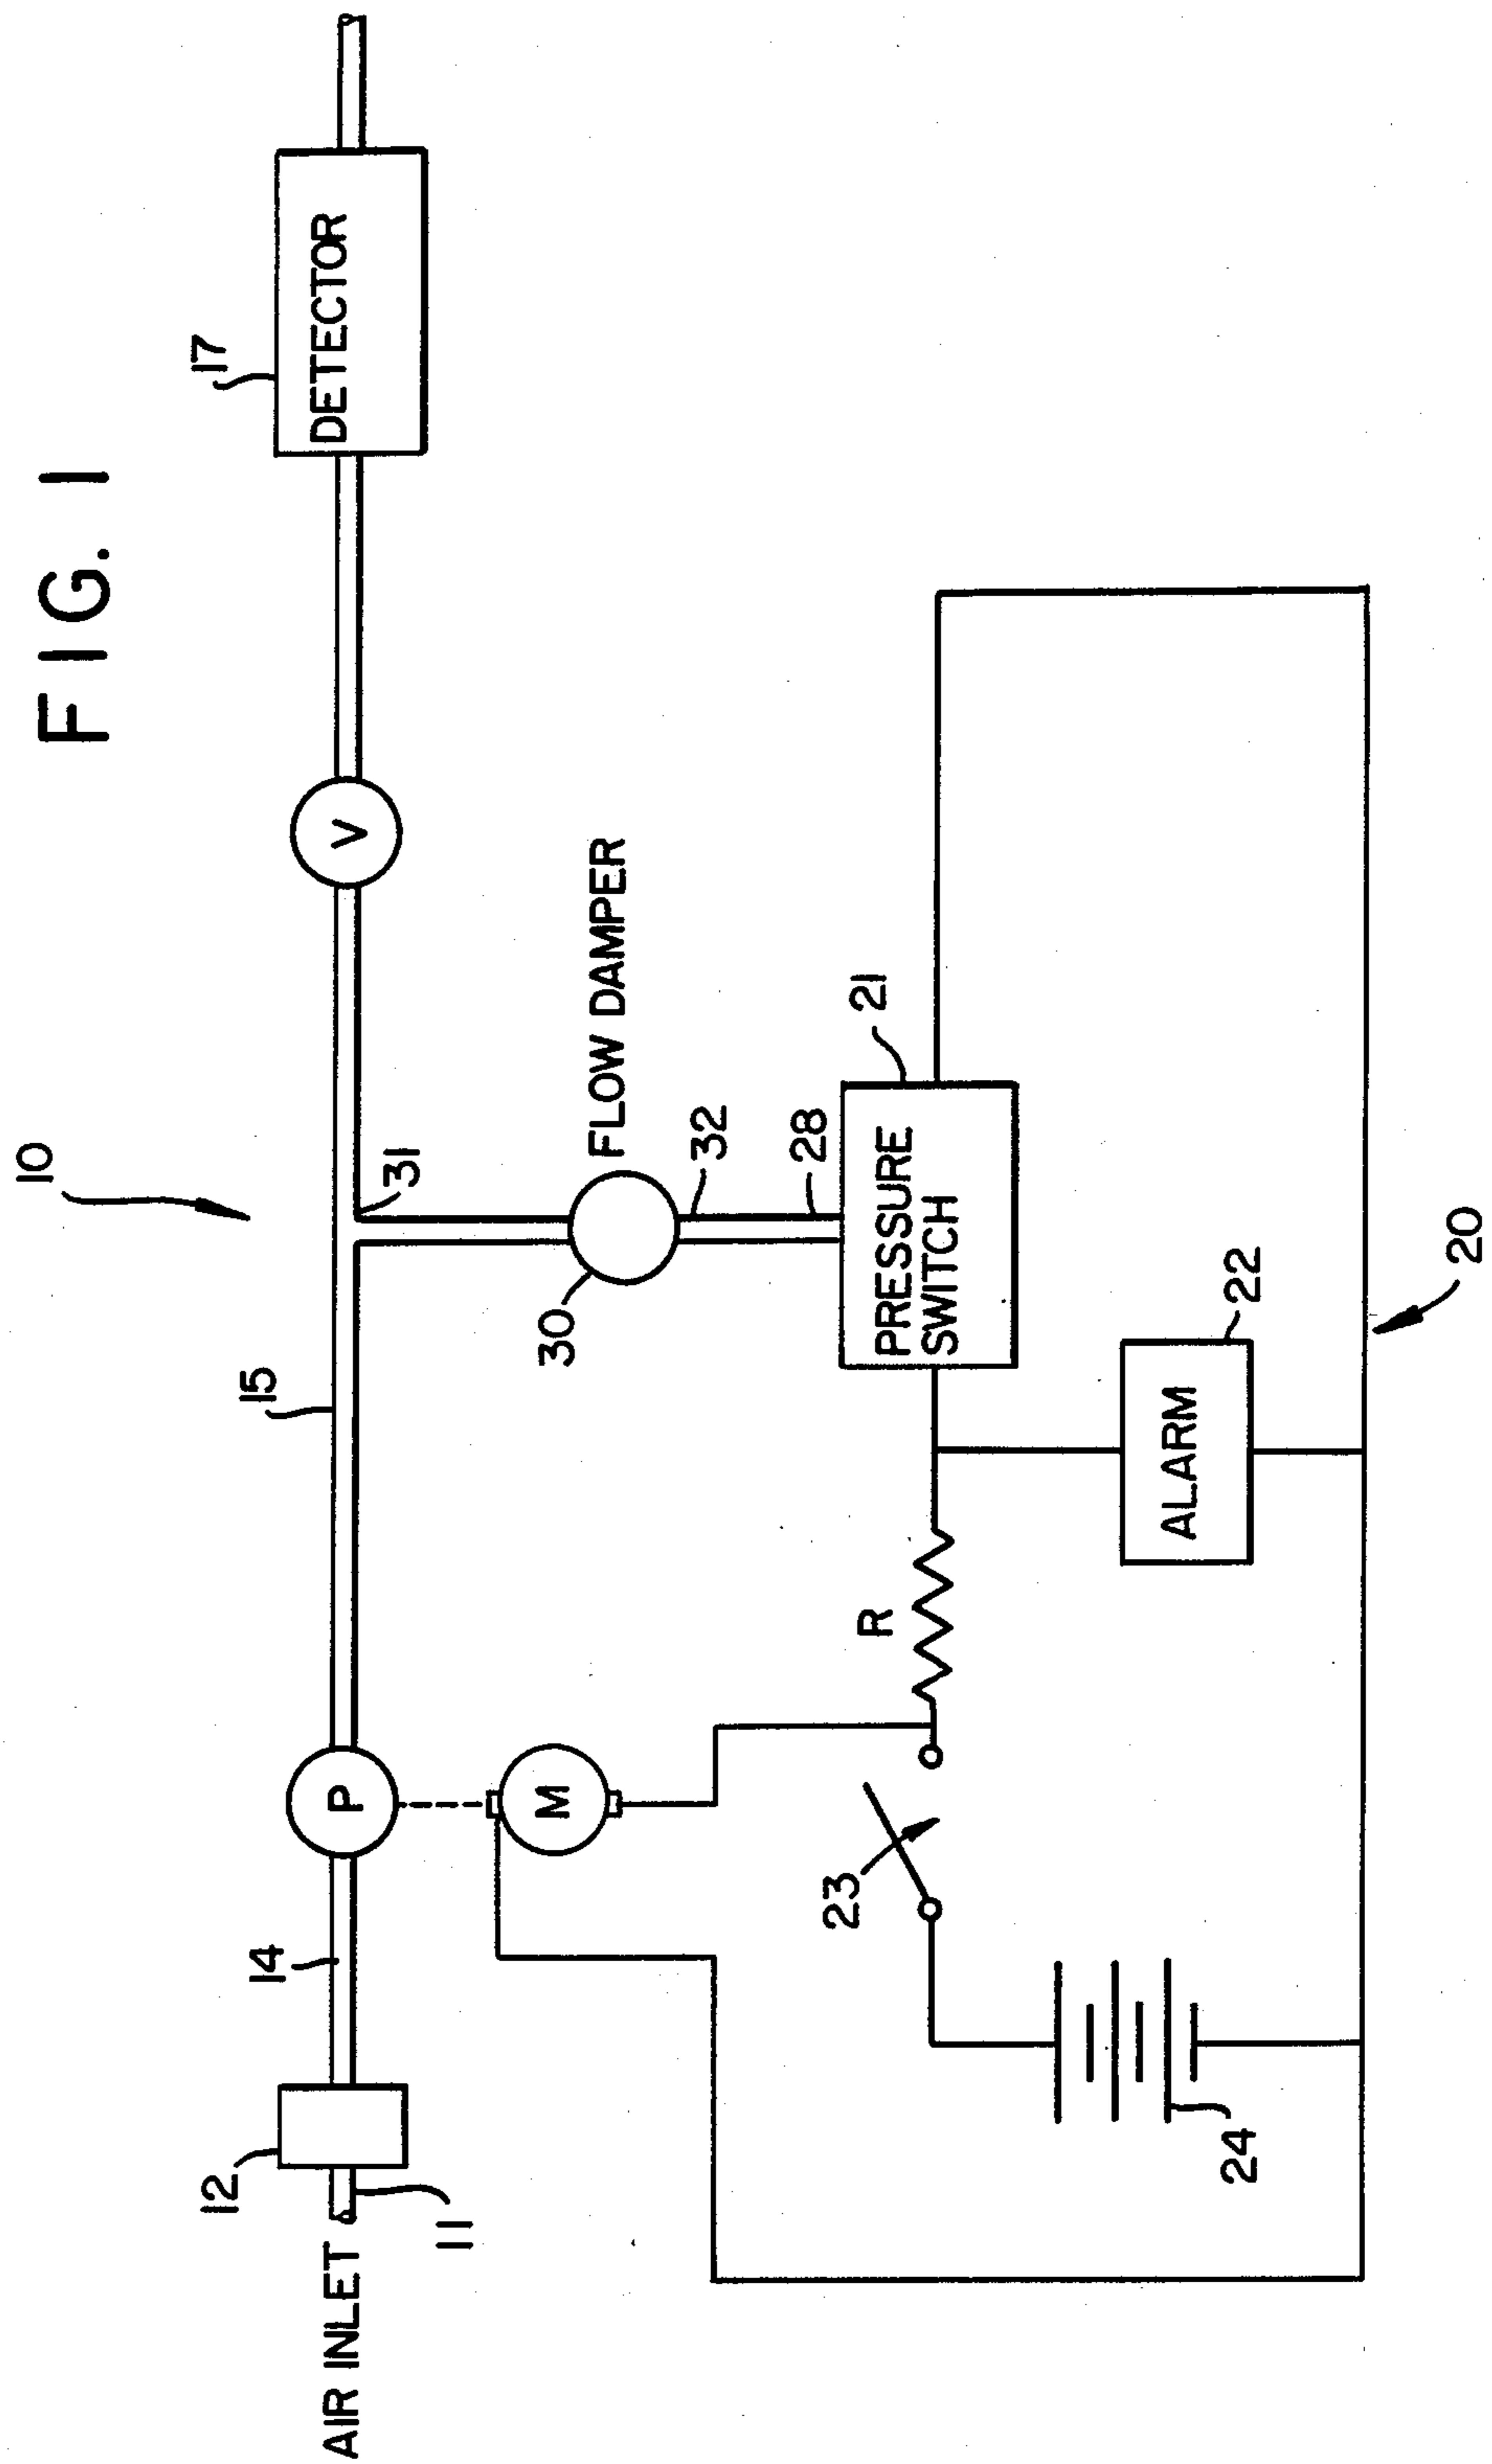 FIG. 1
10
17
DETECTOR
V
15
31
P
14
12
11
AIR INLET
FLOW DAMPER
30
32
28
21
PRESSURE
SWITCH
M
R
23
ALARM
22
24
20